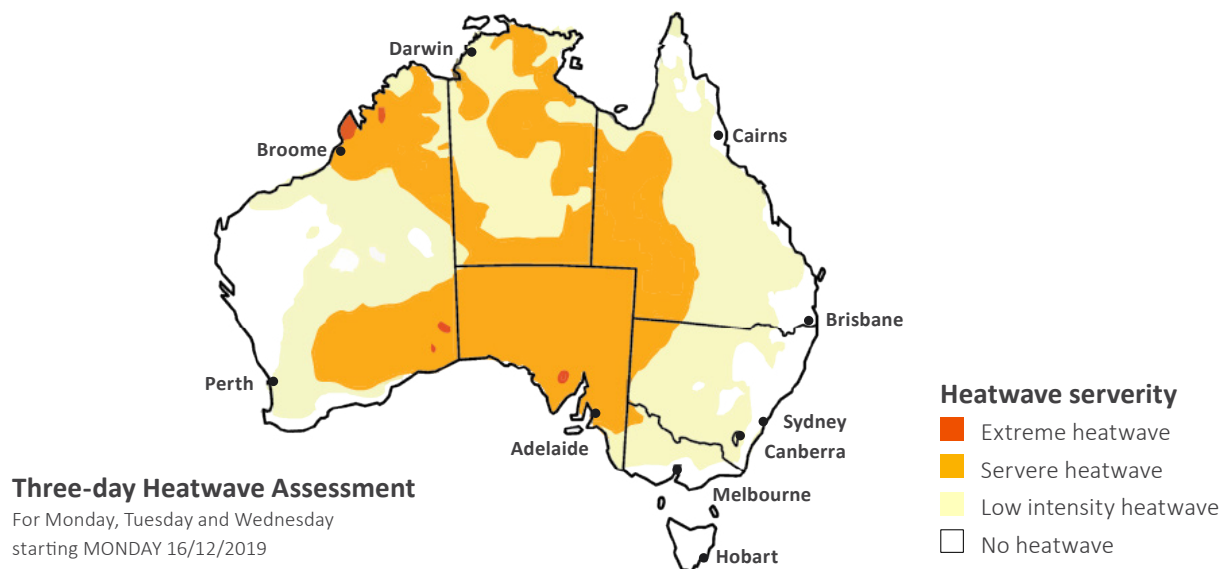 Darwin
Broome
Cairns
Brisbane
Perth
Adelaide
Sydney
Canberra
Melbourne
Hobart
Three-day Heatwave Assessment
For Monday, Tuesday and Wednesday
starting MONDAY 16/12/2019
Heatwave serverity
Extreme heatwave
Servere heatwave
Low intensity heatwave
No heatwave